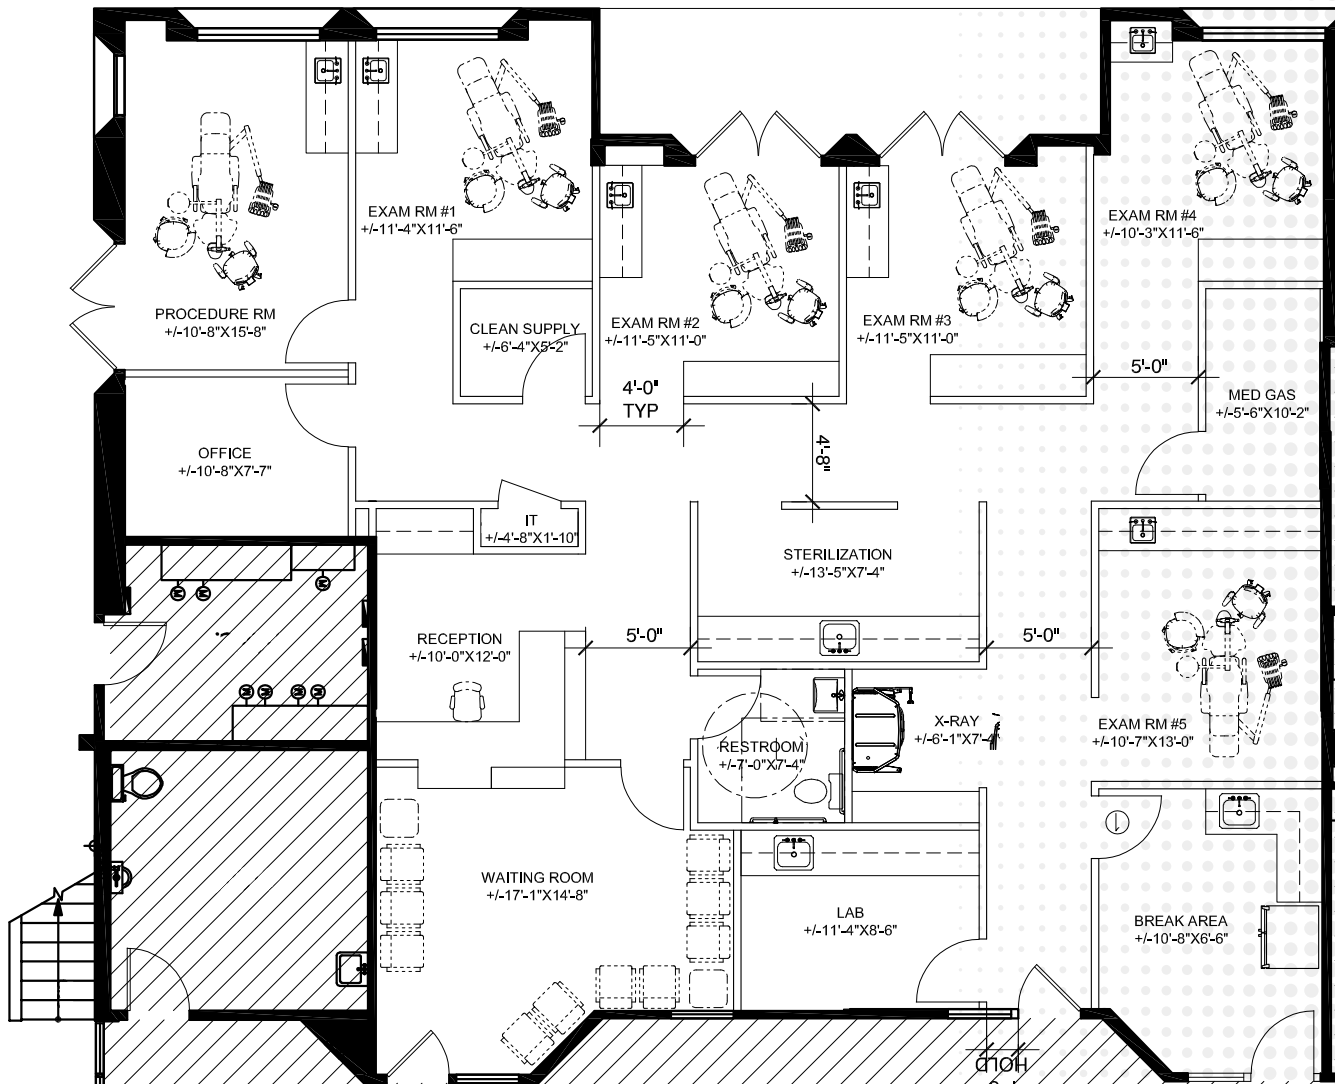 EXAM RM #1
+/-11'-4"X11'-6"
EXAM RM #4
+/-10'-3"X11'-6"
PROCEDURE RM
+/-10'-8"X15'-8"
CLEAN SUPPLY
+/-6'-4"X5'-2"
EXAM RM #2
+/-11'-5"X11'-0"
EXAM RM #3
+/-11'-5"X11'-0"
5'-0"
4'-0"
TYP
MED GAS
+/-5'-6"X10'-2"
4'-8"
OFFICE
+/-10'-8"X7'-7"
IT
+/-4'-8"X1'-10"
STERILIZATION
+/-13'-5"X7'-4"
M
M
M
RECEPTION
+/-10'-0"X12'-0"
5'-0"
5'-0"
M
M
M
M
X-RAY
+/-6'-1"X7'-4"
EXAM RM #5
+/-10'-7"X13'-0"
RESTROOM
+/-7'-0"X7'-4"
WAITING ROOM
+/-17'-1"X14'-8"
LAB
+/-11'-4"X8'-6"
BREAK AREA
+/-10'-8"X6'-6"
HOLD